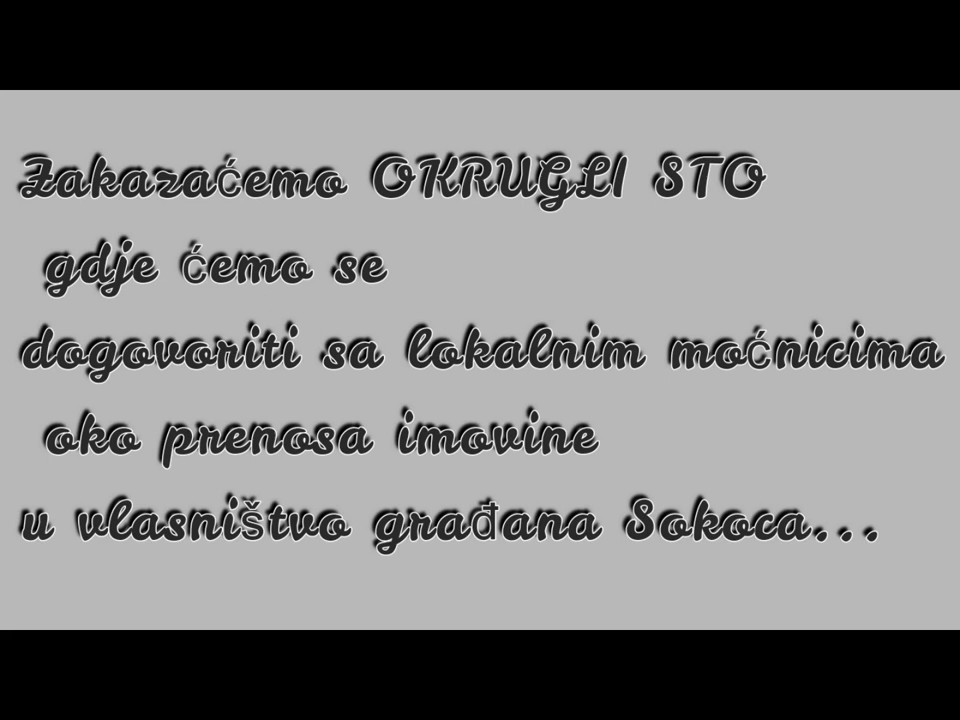 Zakazaćemo OKRUGLI STO
gdje ćemo se
dogovoriti sa lokalnim moćnicima
oko prenosa imovine
u vlasništvo građana Sokoca...